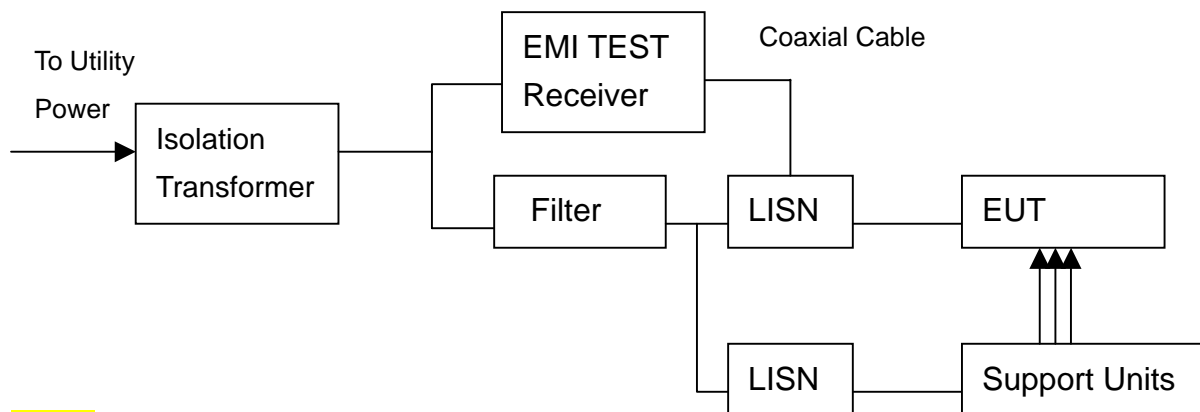 To Utility
Power
Isolation
Transformer
EMI TEST
Receiver
Coaxial Cable
Filter
LISN
EUT
LISN
Support Units